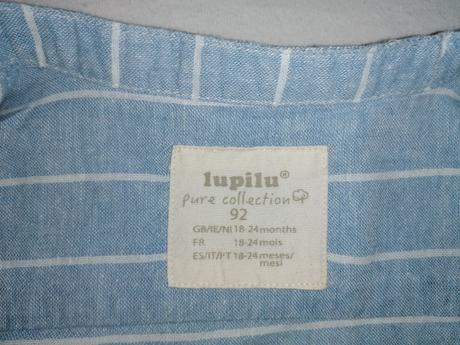 lupilu®
pure collection
92
GB/IE/NI 18-24 months
FR 18-24 mois
ES/IT/PT 18-24 meses/
mesi